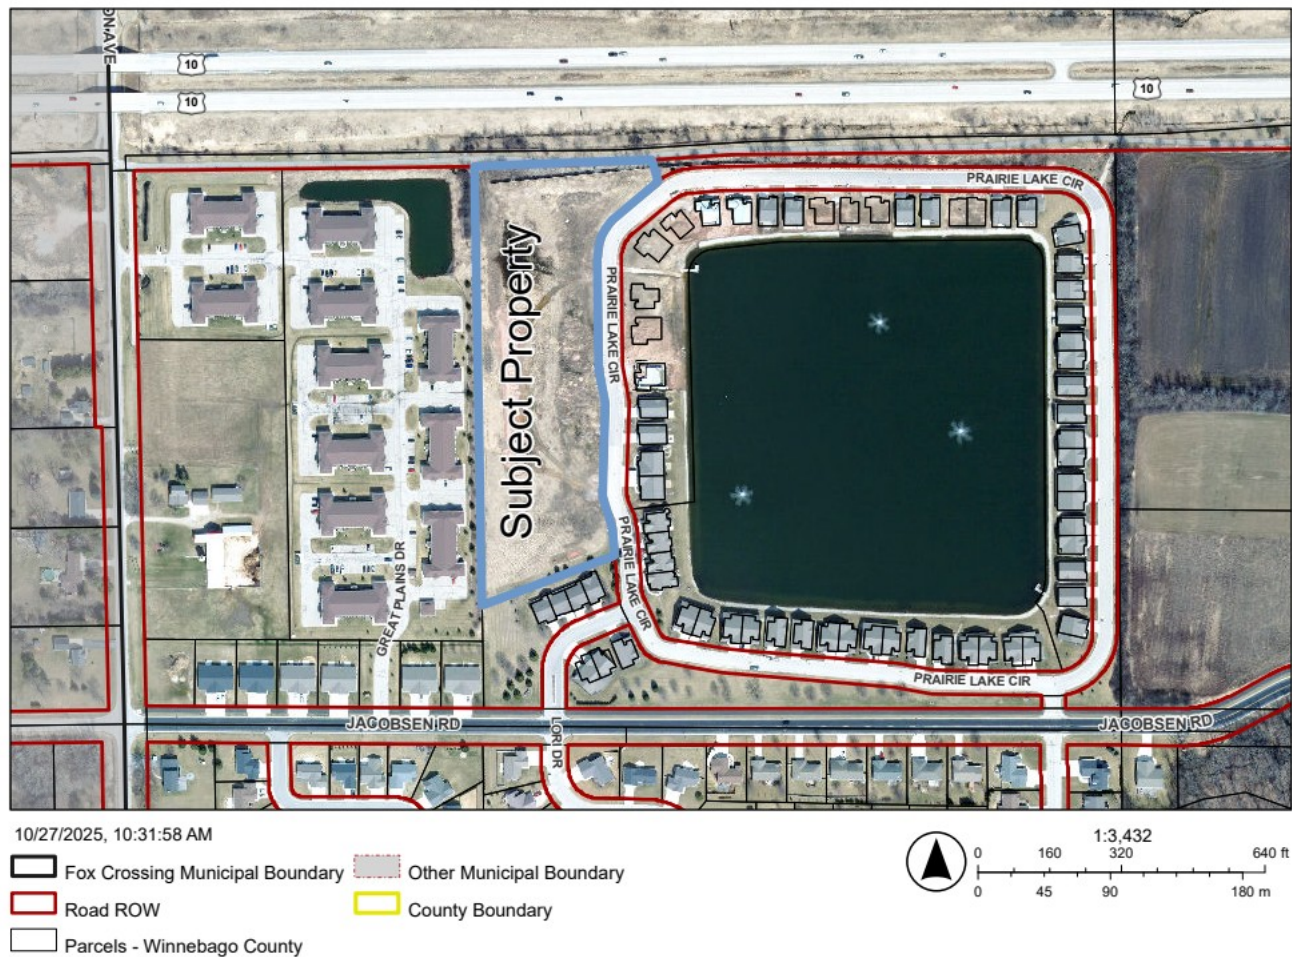 ON AVE
10
10
10
PRAIRIE LAKE CIR
Subject Property
PRAIRIE LAKE CIR
PRAIRIE LAKE CIR
GREAT PLAINS DR
PRAIRIE LAKE CIR
JACOBSEN RD
LORI DR
JACOBSEN RD
10/27/2025, 10:31:58 AM
Fox Crossing Municipal Boundary
Other Municipal Boundary
Road ROW
County Boundary
Parcels - Winnebago County
1:3,432
0 160 320 640 ft
0 45 90 180 m